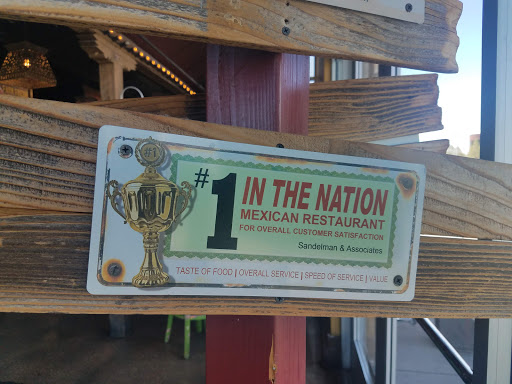 #1
IN THE NATION
MEXICAN RESTAURANT
FOR OVERALL CUSTOMER SATISFACTION
Sandelman & Associates
TASTE OF FOOD | OVERALL SERVICE | SPEED OF SERVICE | VALUE